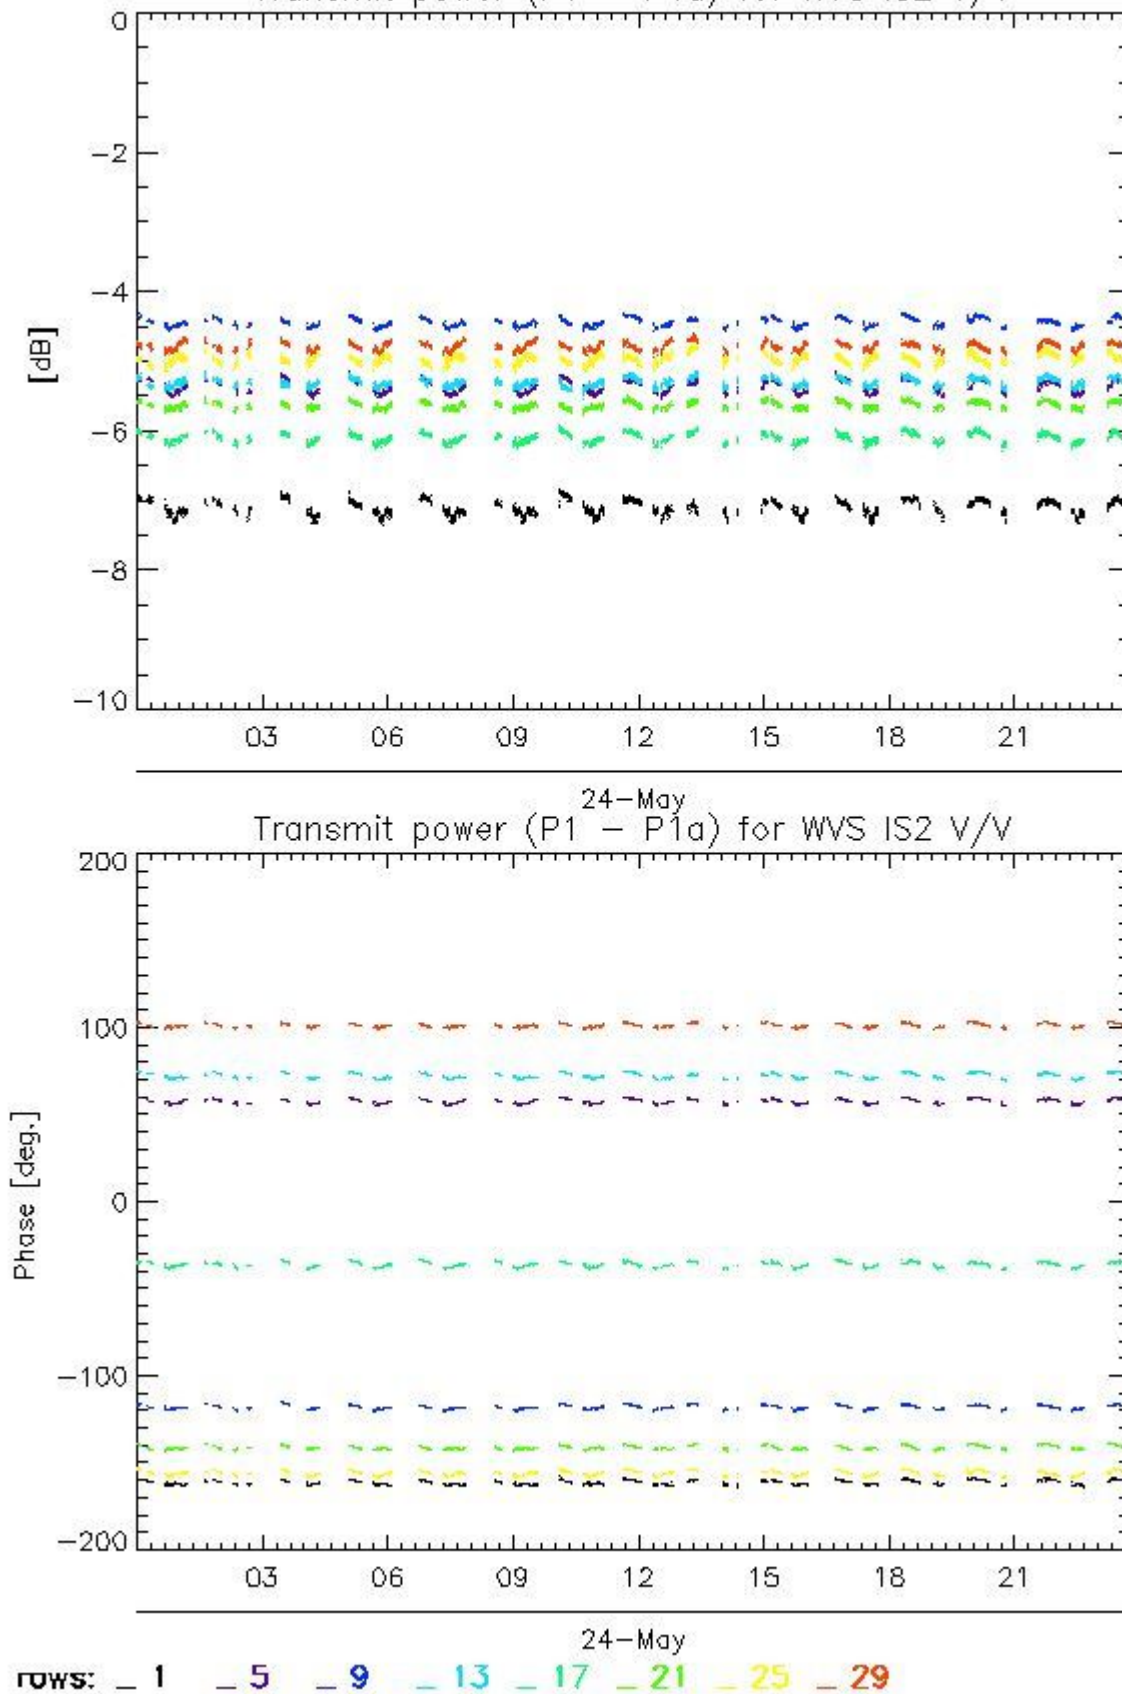 0
−2
−4
[dB]
−6
−8
−10
03 06 09 12 15 18 21
24−May
Transmit power (P1 − P1a) for WVS IS2 V/V
200
100
0
Phase [deg.]
−100
−200
03 06 09 12 15 18 21
24−May
rows: _ 1 _ 5 _ 9 _ 13 _ 17 _ 21 _ 25 _ 29